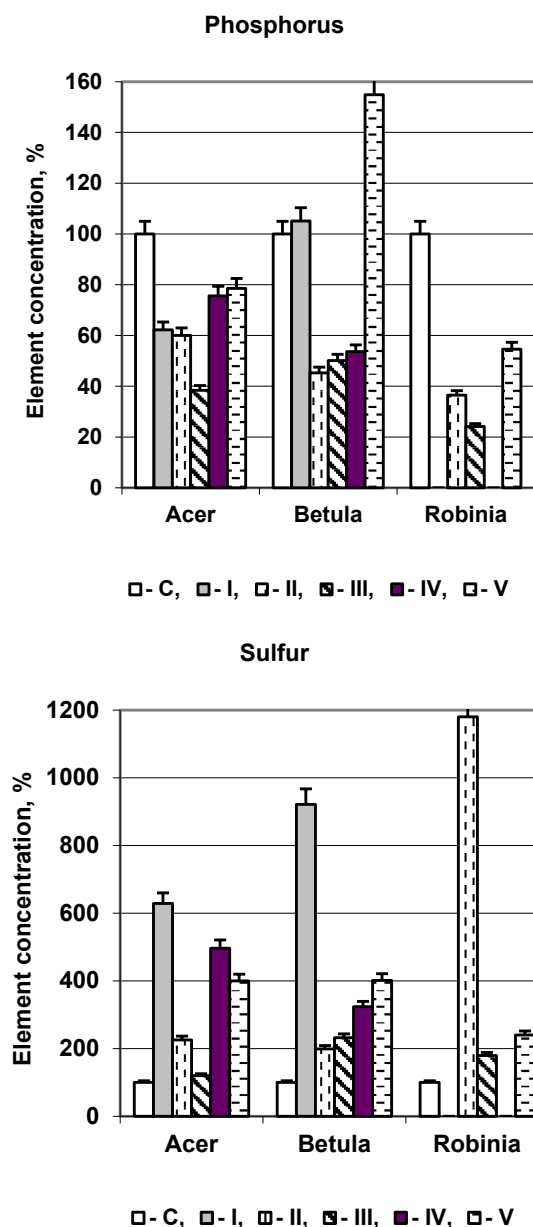 Phosphorus
Element concentration, %
160
140
120
100
80
60
40
20
0
Acer Betula Robinia
- C, - I, - II, - III, - IV, - V
Sulfur
Element concentration, %
1200
1000
800
600
400
200
0
Acer Betula Robinia
- C, - I, - II, - III, - IV, - V